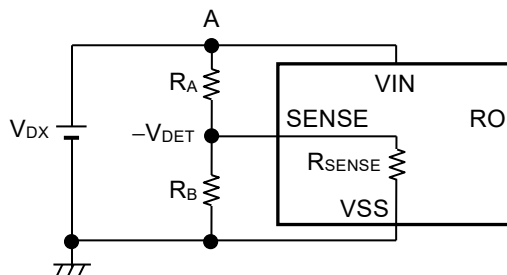 A
RA
VIN
VDX
–VDET
SENSE
RO
RSENSE
RB
VSS